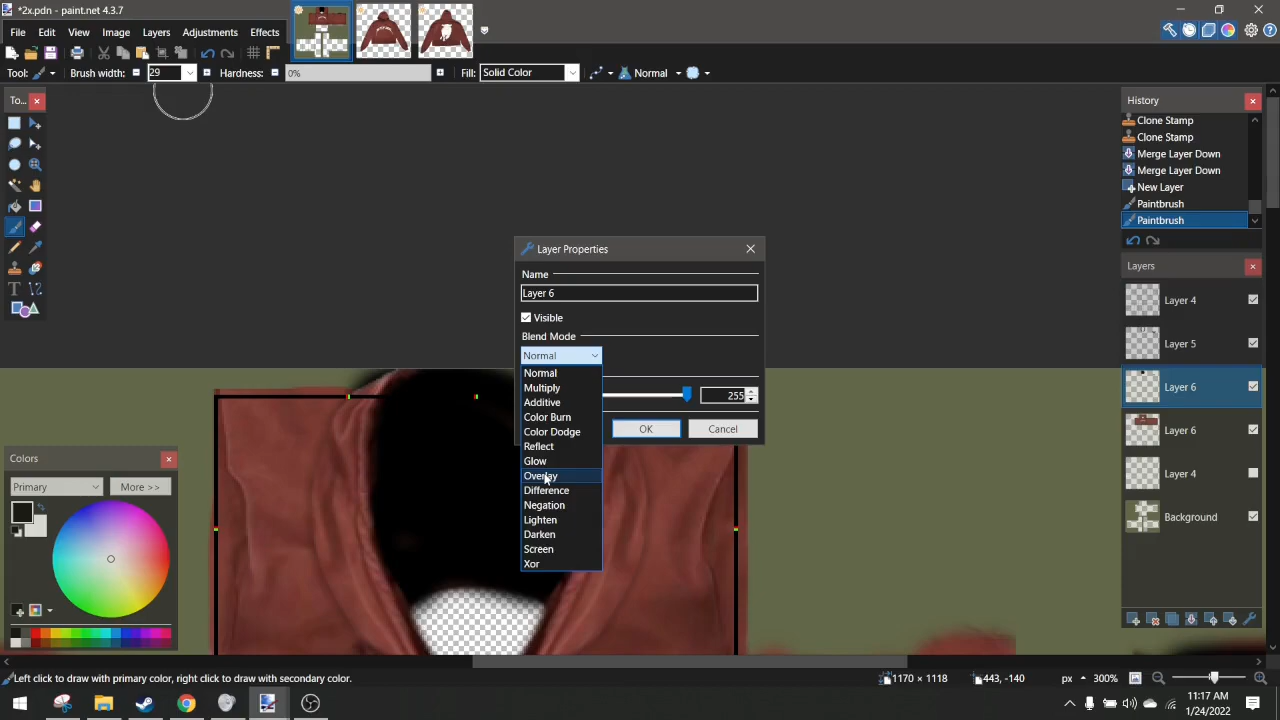 *2x.pdn - paint.net 4.3.7
File Edit View Image Layers Adjustments Effects
Tool: Brush width: 29 Hardness: 0% Fill: Solid Color Normal
To...
History
Clone Stamp
Clone Stamp
Merge Layer Down
Merge Layer Down
New Layer
Paintbrush
Paintbrush
Layers
Layer 4
Layer 5
Layer 6
Layer 6
Layer 4
Background
Layer Properties
Name
Layer 6
Visible
Blend Mode
Normal
Normal
Multiply
Additive
Color Burn
Color Dodge
Reflect
Glow
Overlay
Difference
Negation
Lighten
Darken
Screen
Xor
255
OK Cancel
Colors
Primary More >>
Left click to draw with primary color, right click to draw with secondary color.
1170 x 1118 443, -140 px 300%
11:17 AM
1/24/2022